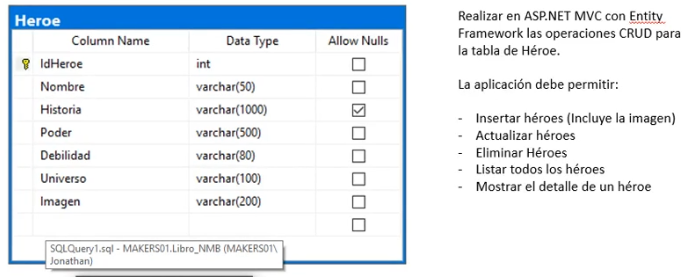 Heroe
Column Name Data Type Allow Nulls
IdHeroe int
Nombre varchar(50)
Historia varchar(1000)
Poder varchar(500)
Debilidad varchar(80)
Universo varchar(100)
Imagen varchar(200)
SQLQuery1.sql - MAKERS01.Libro_NMB (MAKERS01\
Jonathan)
Realizar en ASP.NET MVC con Entity
Framework las operaciones CRUD para
la tabla de Héroe.
La aplicación debe permitir:
- Insertar héroes (Incluye la imagen)
- Actualizar héroes
- Eliminar Héroes
- Listar todos los héroes
- Mostrar el detalle de un héroe